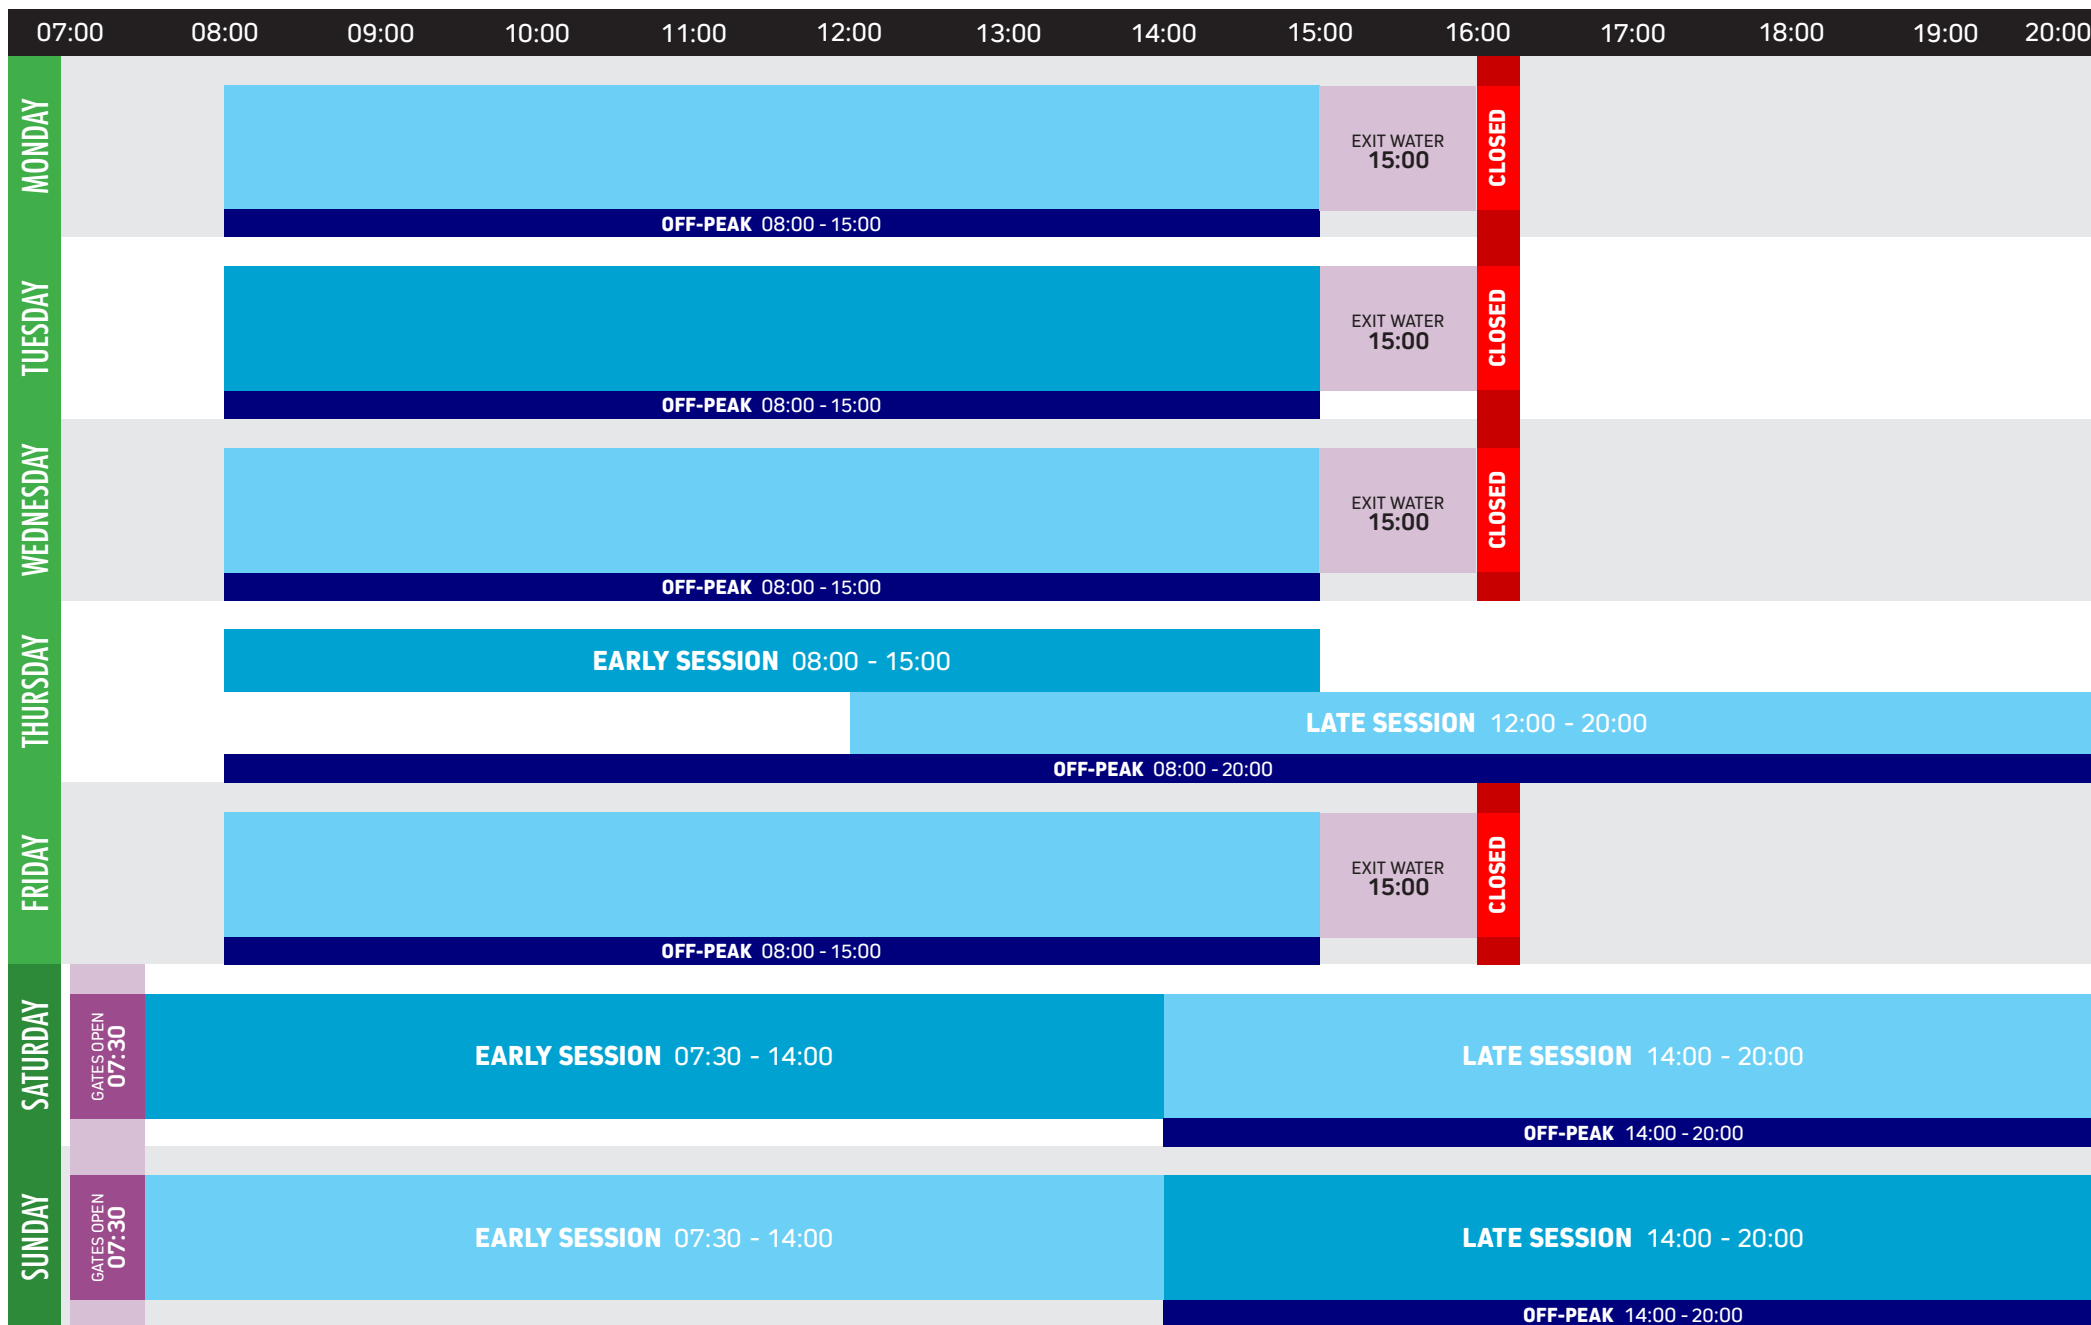 07:00 08:00 09:00 10:00 11:00 12:00 13:00 14:00 15:00 16:00 17:00 18:00 19:00 20:00
MONDAY
EXIT WATER
15:00
CLOSED
OFF-PEAK 08:00 - 15:00
TUESDAY
EXIT WATER
15:00
CLOSED
OFF-PEAK 08:00 - 15:00
WEDNESDAY
EXIT WATER
15:00
CLOSED
OFF-PEAK 08:00 - 15:00
THURSDAY
EARLY SESSION 08:00 - 15:00
LATE SESSION 12:00 - 20:00
OFF-PEAK 08:00 - 20:00
FRIDAY
EXIT WATER
15:00
CLOSED
OFF-PEAK 08:00 - 15:00
SATURDAY
GATES OPEN
07:30
EARLY SESSION 07:30 - 14:00
LATE SESSION 14:00 - 20:00
OFF-PEAK 14:00 - 20:00
SUNDAY
GATES OPEN
07:30
EARLY SESSION 07:30 - 14:00
LATE SESSION 14:00 - 20:00
OFF-PEAK 14:00 - 20:00